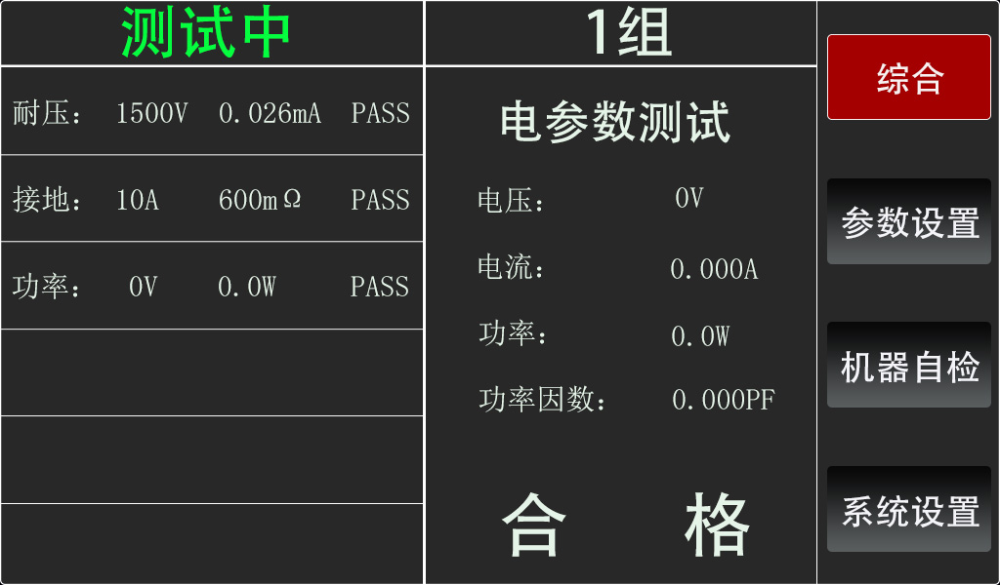 测试中
耐压： 1500V 0.026mA PASS
接地： 10A 600mΩ PASS
功率： 0V 0.0W PASS
1组
电参数测试
电压： 0V
电流： 0.000A
功率： 0.0W
功率因数： 0.000PF
合 格
综合
参数设置
机器自检
系统设置